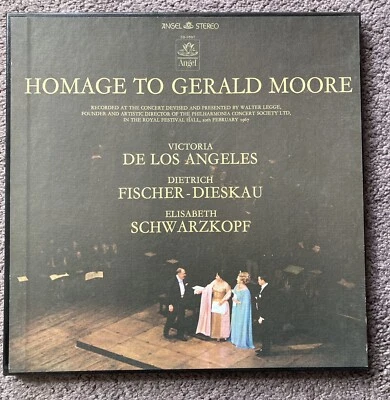 ANGEL STEREO
Angel
HOMAGE TO GERALD MOORE
RECORDED AT THE CONCERT DEVISED AND PRESENTED BY WALTER LEGGE,
FOUNDER AND ARTISTIC DIRECTOR OF THE PHILHARMONIA CONCERT SOCIETY LTD,
IN THE ROYAL FESTIVAL HALL, 20th FEBRUARY 1967
VICTORIA
DE LOS ANGELES
DIETRICH
FISCHER-DIESKAU
ELISABETH
SCHWARZKOPF